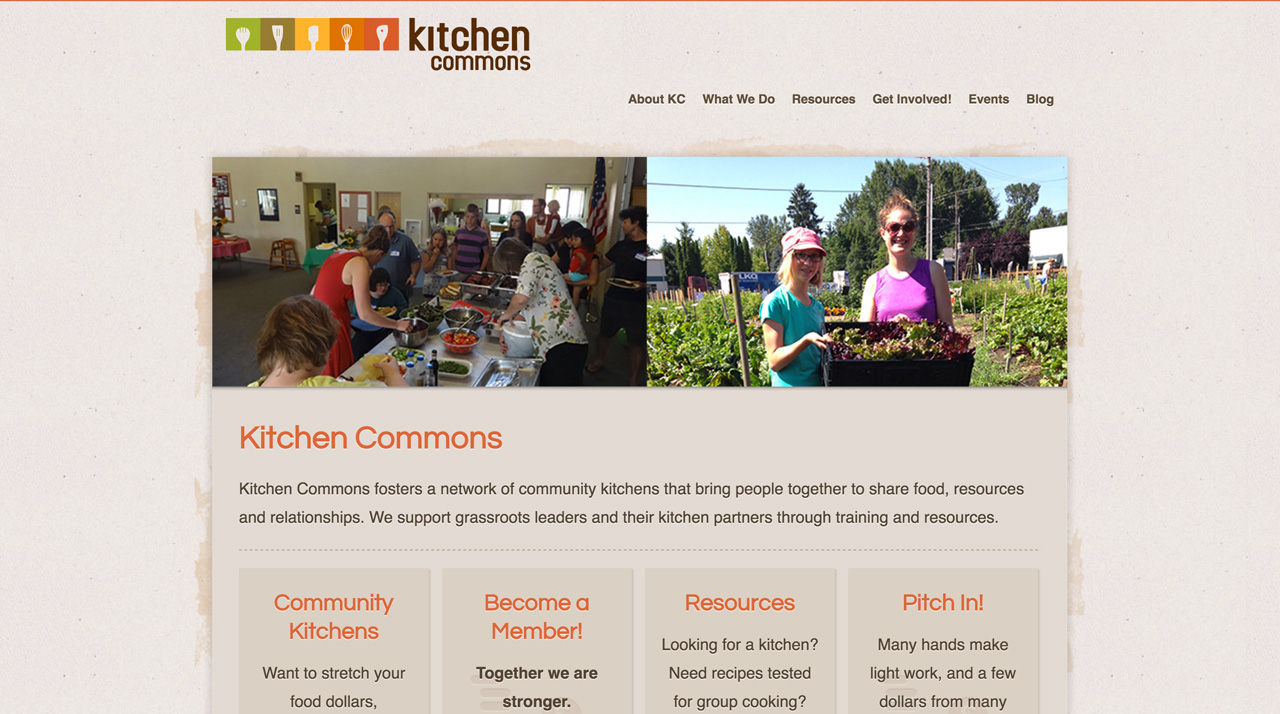 kitchen
commons
About KC What We Do Resources Get Involved! Events Blog
LKQ
Kitchen Commons
Kitchen Commons fosters a network of community kitchens that bring people together to share food, resources
and relationships. We support grassroots leaders and their kitchen partners through training and resources.
Community
Kitchens
Want to stretch your
food dollars,
Become a
Member!
Together we are
stronger.
Resources
Looking for a kitchen?
Need recipes tested
for group cooking?
Pitch In!
Many hands make
light work, and a few
dollars from many